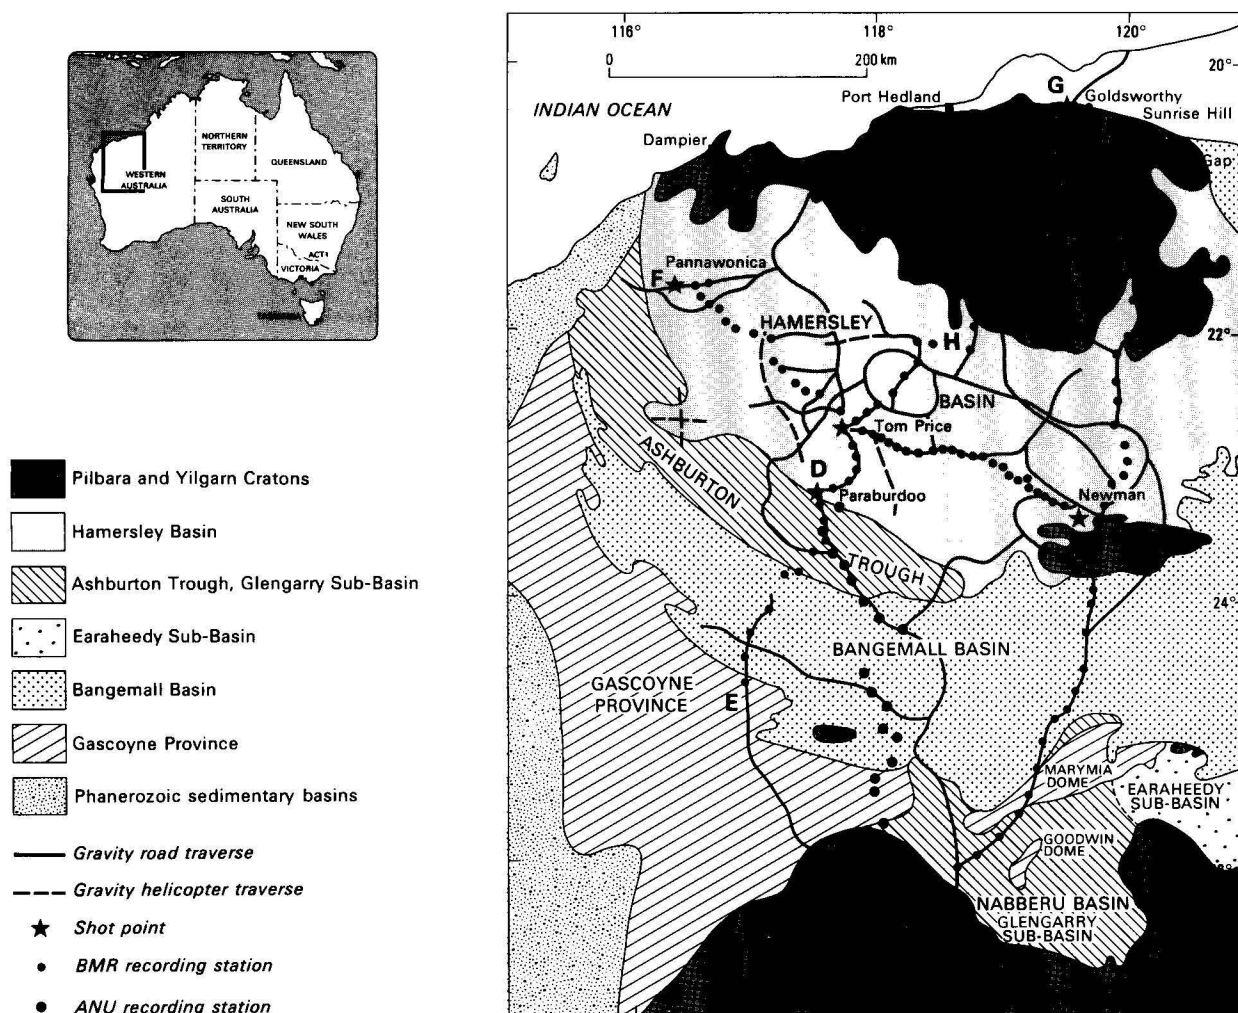 NORTHERN
TERRITORY
QUEENSLAND
WESTERN
AUSTRALIA
SOUTH
AUSTRALIA
NEW SOUTH
WALES
ACT
VICTORIA
Pilbara and Yilgarn Cratons
Hamersley Basin
Ashburton Trough, Glengarry Sub-Basin
Earaheedy Sub-Basin
Bangemall Basin
Gascoyne Province
Phanerozoic sedimentary basins
Gravity road traverse
Gravity helicopter traverse
Shot point
BMR recording station
ANU recording station
116°
118°
120°
0
200 km
20°
G
Port Hedland
Goldsworthy
INDIAN OCEAN
Sunrise Hill
Dampier
Gap
Pannawonica
F
HAMERSLEY
H
22°
BASIN
Tom Price
ASHBURTON
D
Paraburdoo
Newman
TROUGH
24°
BANGEMALL BASIN
GASCOYNE
PROVINCE
E
MARYMIA
DOME
EARAHEEDY
SUB-BASIN
GOODWIN
DOME
NABBERU BASIN
GLENGARRY
SUB-BASIN